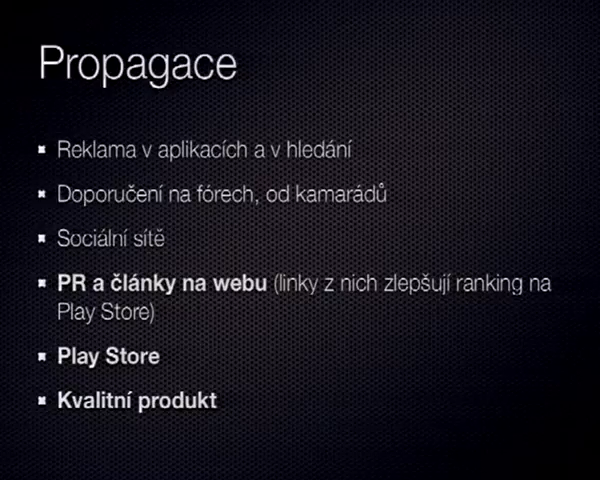 Propagace
Reklama v aplikacích a v hledání
Doporučení na fórech, od kamarádů
Sociální sítě
PR a články na webu (linky z nich zlepšují ranking na
Play Store)
Play Store
Kvalitní produkt